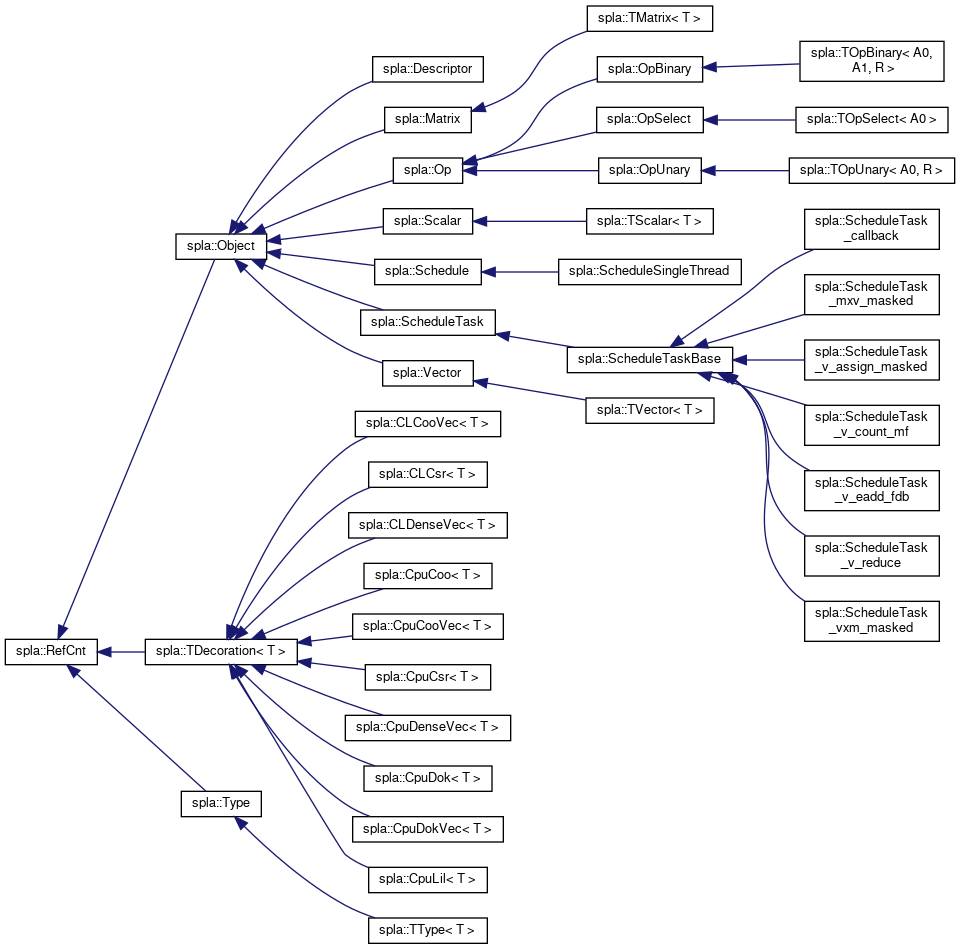 spla::TMatrix< T >
spla::Descriptor
spla::OpBinary
spla::TOpBinary< A0,
A1, R >
spla::Matrix
spla::OpSelect
spla::TOpSelect< A0 >
spla::Op
spla::OpUnary
spla::TOpUnary< A0, R >
spla::Scalar
spla::TScalar< T >
spla::ScheduleTask
_callback
spla::Object
spla::Schedule
spla::ScheduleSingleThread
spla::ScheduleTask
_mxv_masked
spla::ScheduleTask
spla::ScheduleTaskBase
spla::ScheduleTask
_v_assign_masked
spla::Vector
spla::TVector< T >
spla::ScheduleTask
_v_count_mf
spla::CLCooVec< T >
spla::CLCsr< T >
spla::ScheduleTask
_v_eadd_fdb
spla::CLDenseVec< T >
spla::ScheduleTask
_v_reduce
spla::CpuCoo< T >
spla::CpuCooVec< T >
spla::ScheduleTask
_vxm_masked
spla::RefCnt
spla::TDecoration< T >
spla::CpuCsr< T >
spla::CpuDenseVec< T >
spla::CpuDok< T >
spla::Type
spla::CpuDokVec< T >
spla::CpuLil< T >
spla::TType< T >